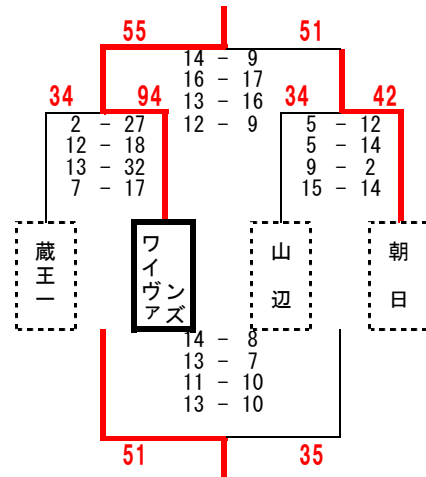 55 51
14 - 9
16 - 17
13 - 16
12 - 9
34 94 34 42
2 - 27
12 - 18
13 - 32
7 - 17
5 - 12
5 - 14
9 - 2
15 - 14
蔵王一
ワイヴァンズ
山辺
朝日
14 - 8
13 - 7
11 - 10
13 - 10
51 35